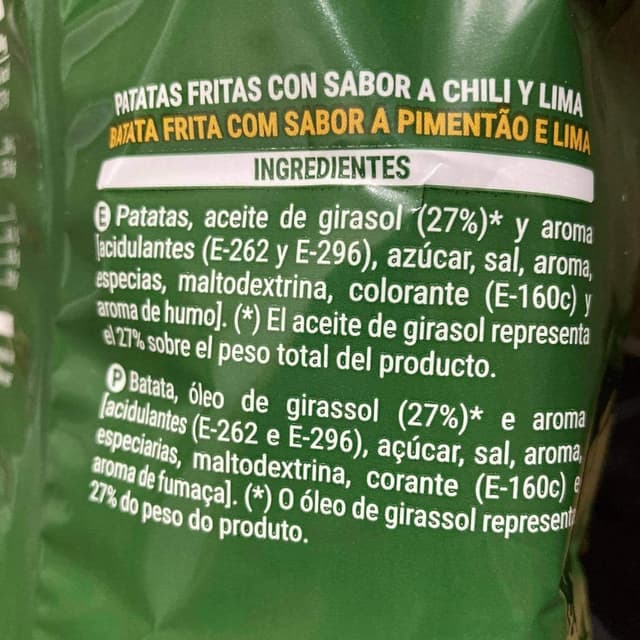 PATATAS FRITAS CON SABOR A CHILI Y LIMA
BATATA FRITA COM SABOR A PIMENTÃO E LIMA
INGREDIENTES
E Patatas, aceite de girasol (27%)* y aroma
[acidulantes (E-262 y E-296), azúcar, sal, aroma,
especias, maltodextrina, colorante (E-160c) y
aroma de humo]. (*) El aceite de girasol representa
el 27% sobre el peso total del producto.
P Batata, óleo de girassol (27%)* e aroma
[acidulantes (E-262 e E-296), açúcar, sal, aroma,
especiarias, maltodextrina, corante (E-160c) e
aroma de fumaça]. (*) O óleo de girassol representa
27% do peso do produto.